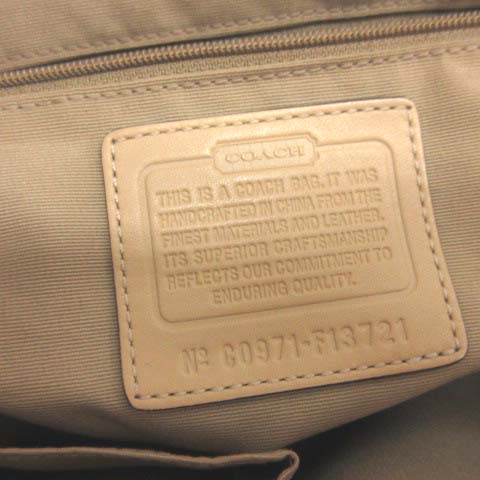 COACH
THIS IS A COACH BAG. IT WAS
HANDCRAFTED IN CHINA FROM THE
FINEST MATERIALS AND LEATHER.
ITS SUPERIOR CRAFTSMANSHIP
REFLECTS OUR COMMITMENT TO
ENDURING QUALITY.
Nº C0971-F13721